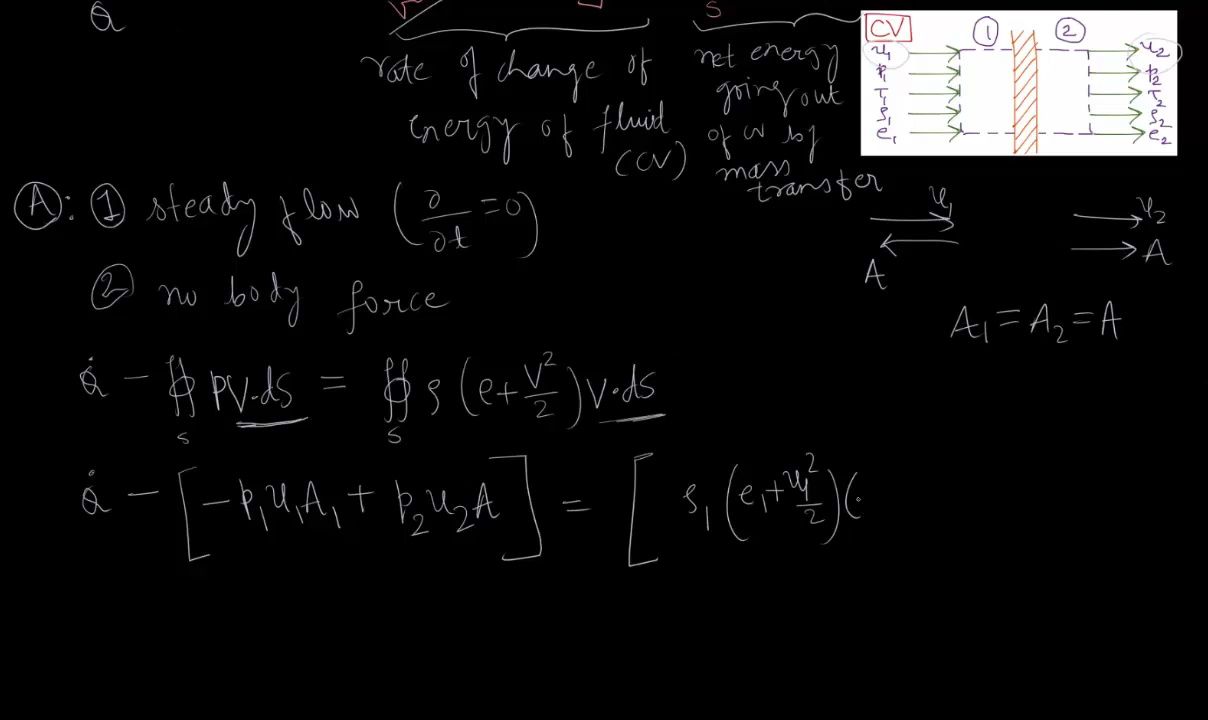 Q̇
s
rate of change of
energy of fluid
(CV)
net energy
going out
of CV by
mass
transfer
CV
1 2
u₁ u₂
p₁ p₂
T₁ T₂
ρ₁ ρ₂
e₁ e₂
u₁ u₂
A A
A₁ = A₂ = A
A : 1 steady flow (∂/∂t = 0)
2 no body force
Q̇ - ∯ₛ pV·dS = ∯ₛ ρ (e + V²/2) V·dS
Q̇ - [-p₁u₁A₁ + p₂u₂A] = [ ρ₁ (e₁ + u₁²/2) (